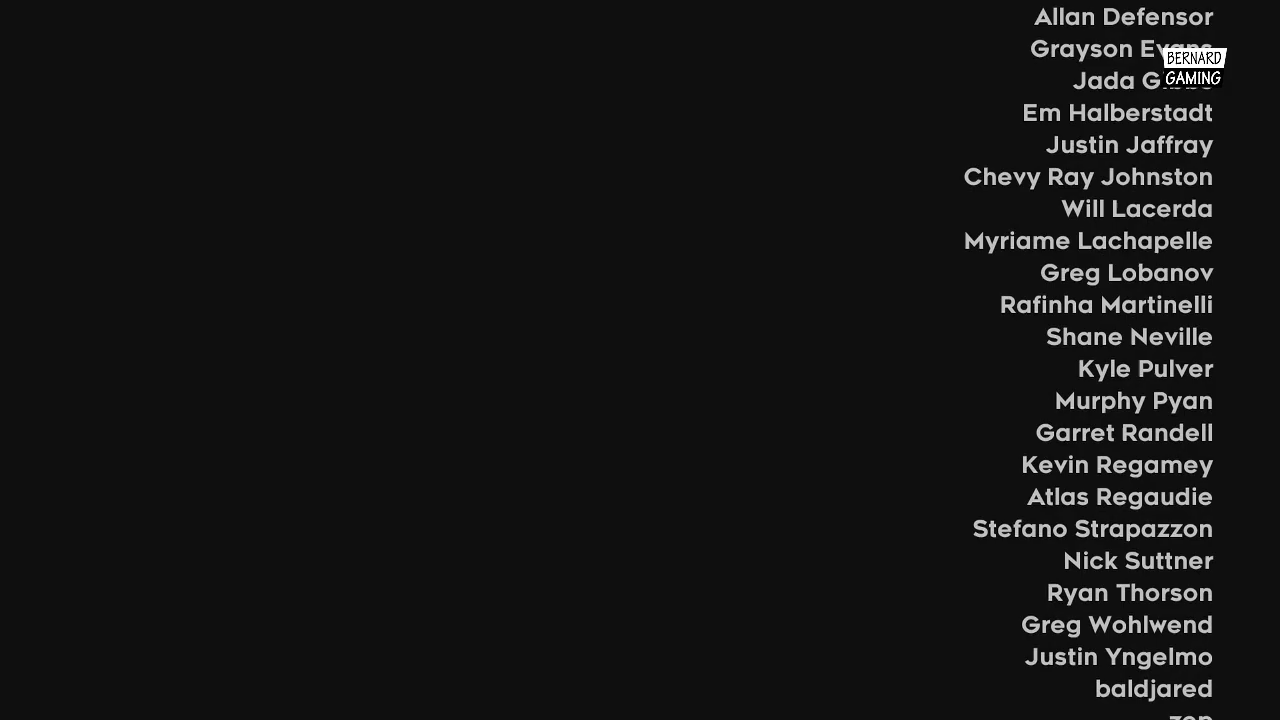 Allan Defensor
Grayson Evans
BERNARD
GAMING
Jada
Em Halberstadt
Justin Jaffray
Chevy Ray Johnston
Will Lacerda
Myriame Lachapelle
Greg Lobanov
Rafinha Martinelli
Shane Neville
Kyle Pulver
Murphy Pyan
Garret Randell
Kevin Regamey
Atlas Regaudie
Stefano Strapazzon
Nick Suttner
Ryan Thorson
Greg Wohlwend
Justin Yngelmo
baldjared